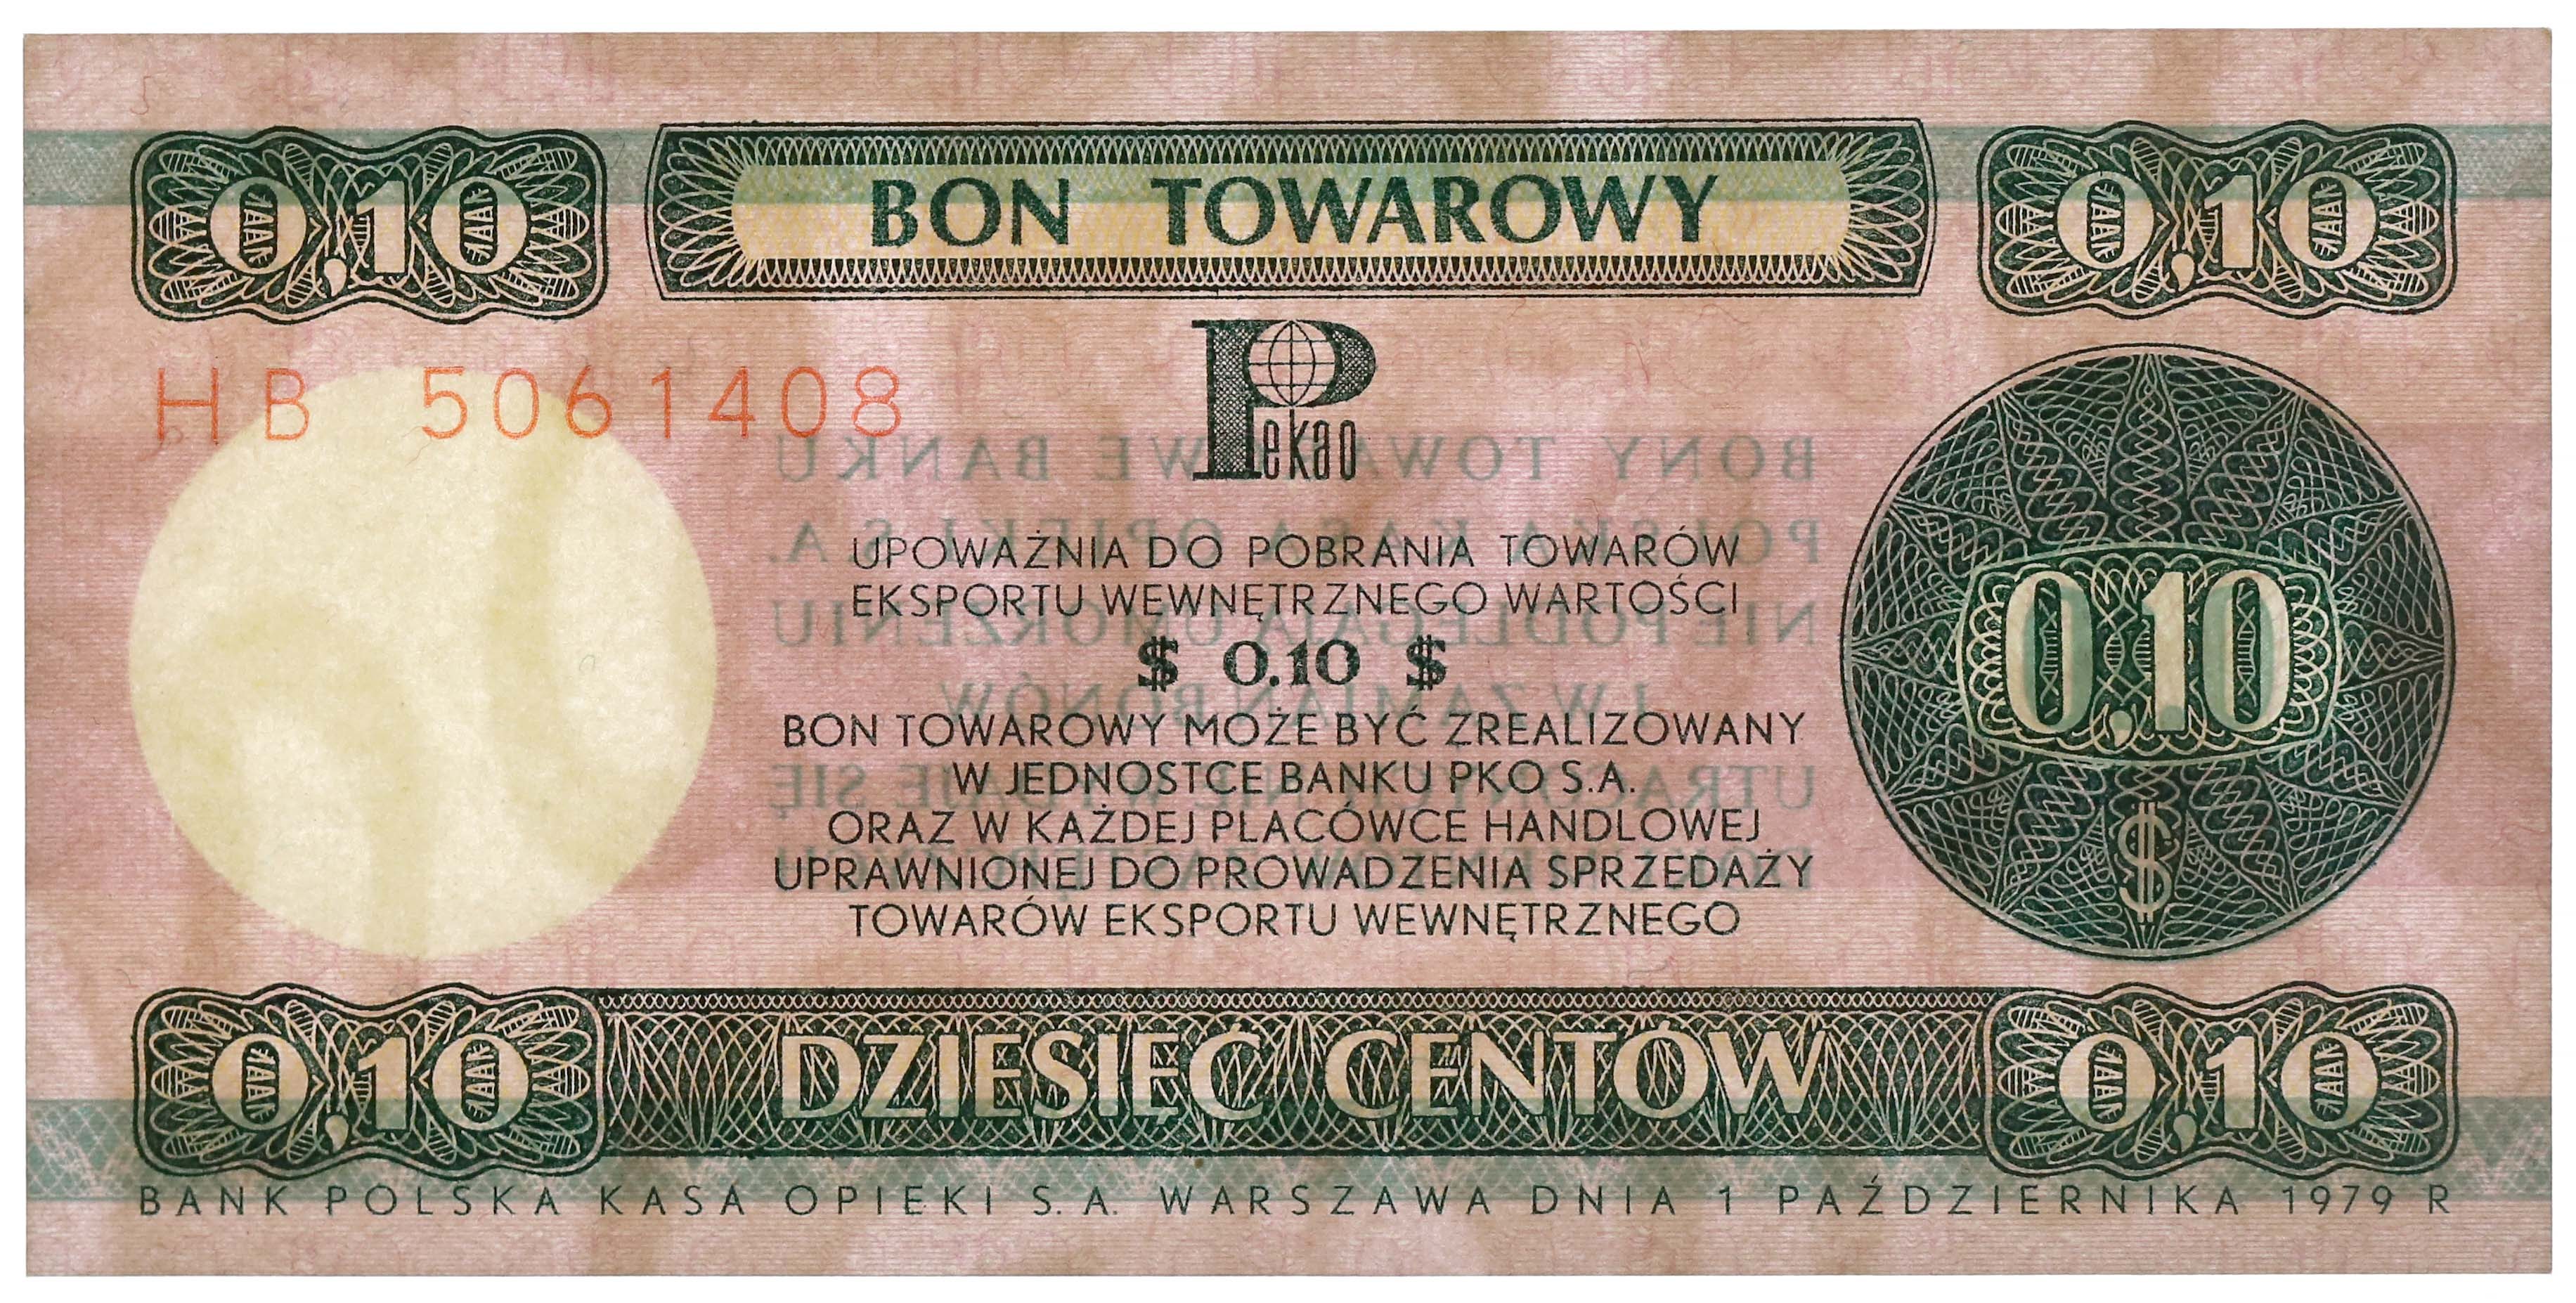 0,10 BON TOWAROWY 0,10
HB 5061408
Pekao
UPOWAŻNIA DO POBRANIA TOWARÓW
EKSPORTU WEWNĘTRZNEGO WARTOŚCI
$ 0.10 $
BON TOWAROWY MOŻE BYĆ ZREALIZOWANY
W JEDNOSTCE BANKU PKO S.A.
ORAZ W KAŻDEJ PLACÓWCE HANDLOWEJ
UPRAWNIONEJ DO PROWADZENIA SPRZEDAŻY
TOWARÓW EKSPORTU WEWNĘTRZNEGO
0,10
$
0,10 DZIESIĘĆ CENTÓW 0,10
BANK POLSKA KASA OPIEKI S.A. WARSZAWA DNIA 1 PAŹDZIERNIKA 1979 R